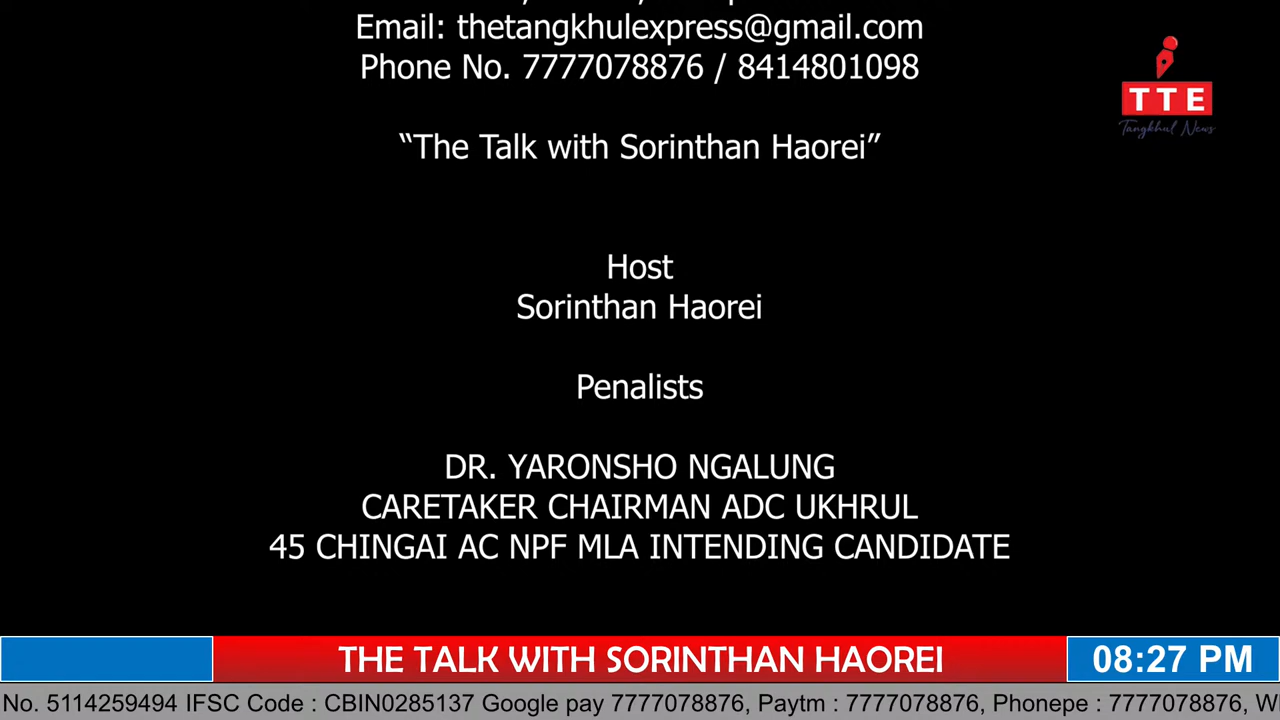 Email: thetangkhulexpress@gmail.com
Phone No. 7777078876 / 8414801098
TTE
Tangkhul News
“The Talk with Sorinthan Haorei”
Host
Sorinthan Haorei
Penalists
DR. YARONSHO NGALUNG
CARETAKER CHAIRMAN ADC UKHRUL
45 CHINGAI AC NPF MLA INTENDING CANDIDATE
THE TALK WITH SORINTHAN HAOREI
08:27 PM
No. 5114259494 IFSC Code : CBIN0285137 Google pay 7777078876, Paytm : 7777078876, Phonepe : 7777078876, W